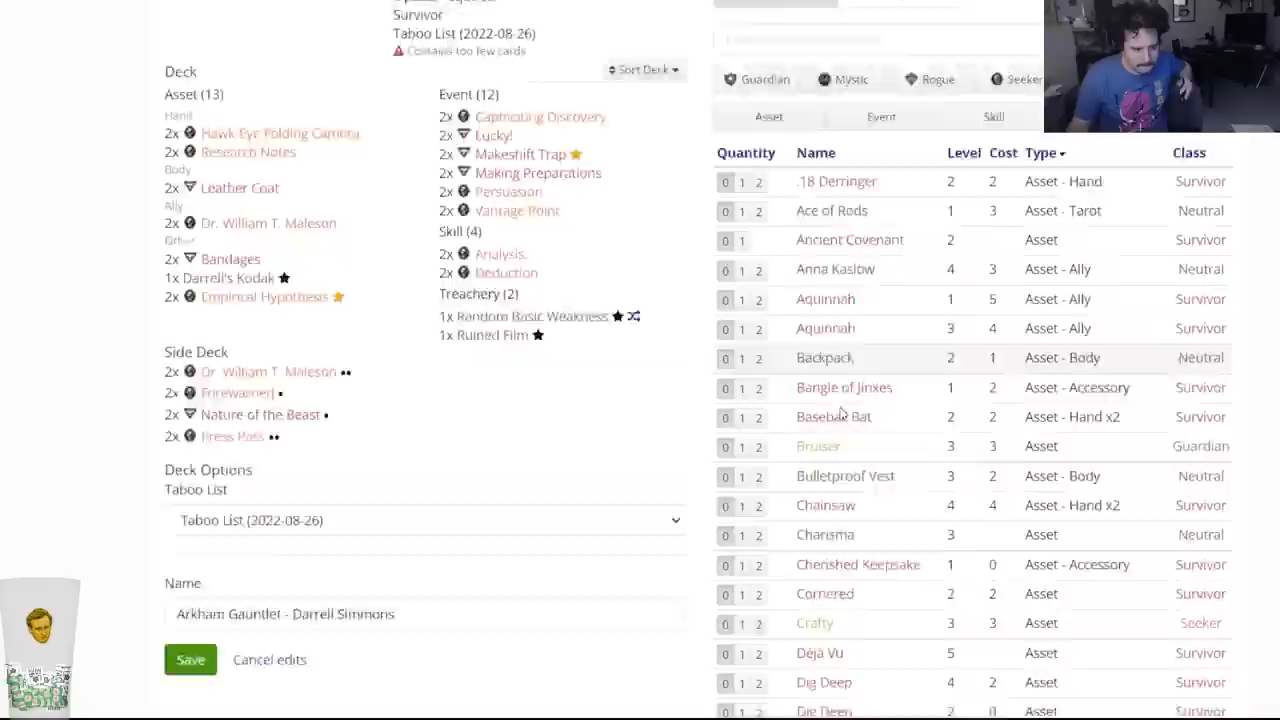 Survivor
Taboo List (2022-08-26)
Contains too few cards
Deck
Sort Deck
Asset (13)
Hand
2x Hawk-Eye Folding Camera
2x Research Notes
Body
2x Leather Coat
Ally
2x Dr. William T. Maleson
Other
2x Bandages
1x Darrell's Kodak
2x Empirical Hypothesis
Event (12)
2x Captivating Discovery
2x Lucky!
2x Makeshift Trap
2x Making Preparations
2x Persuasion
2x Vantage Point
Skill (4)
2x Analysis
2x Deduction
Treachery (2)
1x Random Basic Weakness
1x Ruined Film
Side Deck
2x Dr. William T. Maleson
2x Forewarned
2x Nature of the Beast
2x Press Pass
Deck Options
Taboo List
Taboo List (2022-08-26)
Name
Arkham Gauntlet - Darrell Simmons
Save Cancel edits
Guardian Mystic Rogue Seeker
Asset Event Skill
Quantity Name Level Cost Type Class
0 1 2 .18 Derringer 2 2 Asset - Hand Survivor
0 1 2 Ace of Rods 1 3 Asset - Tarot Neutral
0 1 Ancient Covenant 2 Asset Survivor
0 1 2 Anna Kaslow 4 3 Asset - Ally Neutral
0 1 2 Aquinnah 1 5 Asset - Ally Survivor
0 1 2 Aquinnah 3 4 Asset - Ally Survivor
0 1 2 Backpack 2 1 Asset - Body Neutral
0 1 2 Bangle of Jinxes 1 2 Asset - Accessory Survivor
0 1 2 Baseball Bat 2 2 Asset - Hand x2 Survivor
0 1 2 Bruiser 3 3 Asset Guardian
0 1 2 Bulletproof Vest 3 2 Asset - Body Neutral
0 1 2 Chainsaw 4 4 Asset - Hand x2 Survivor
0 1 2 Charisma 3 Asset Neutral
0 1 2 Cherished Keepsake 1 0 Asset - Accessory Survivor
0 1 2 Cornered 2 2 Asset Survivor
0 1 2 Crafty 3 3 Asset Seeker
0 1 2 Déjà Vu 5 Asset Survivor
0 1 2 Dig Deep 4 2 Asset Survivor
0 1 2 Dig Deep 2 0 Asset Survivor